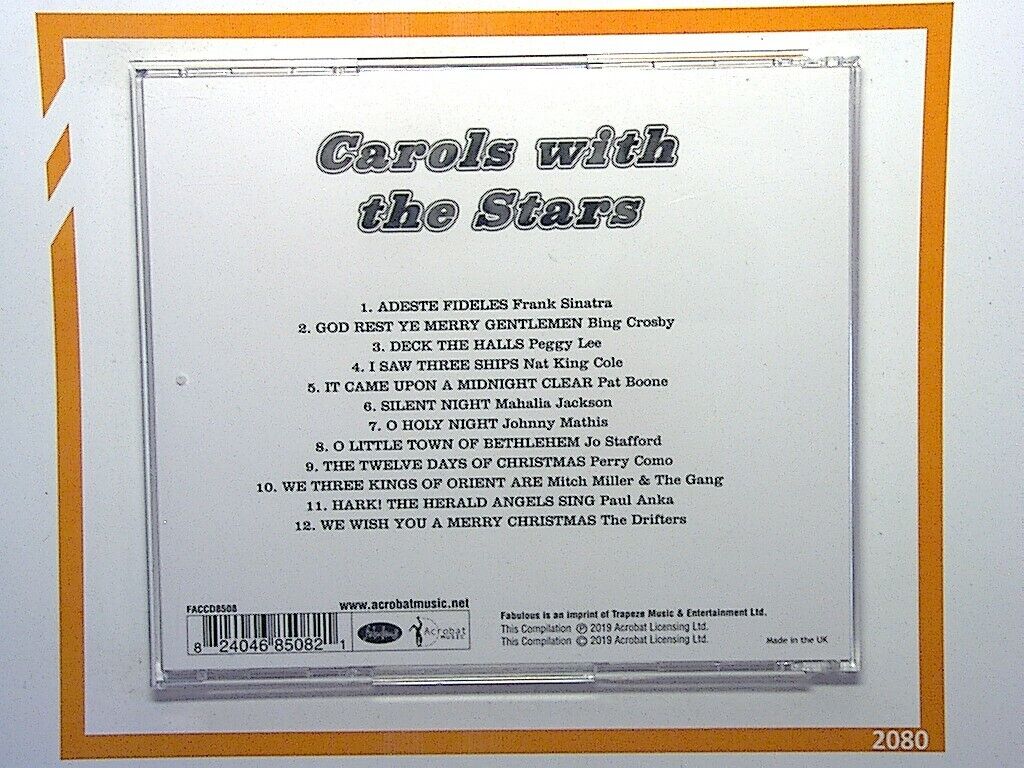 Carols with
the Stars
1. ADESTE FIDELES Frank Sinatra
2. GOD REST YE MERRY GENTLEMEN Bing Crosby
3. DECK THE HALLS Peggy Lee
4. I SAW THREE SHIPS Nat King Cole
5. IT CAME UPON A MIDNIGHT CLEAR Pat Boone
6. SILENT NIGHT Mahalia Jackson
7. O HOLY NIGHT Johnny Mathis
8. O LITTLE TOWN OF BETHLEHEM Jo Stafford
9. THE TWELVE DAYS OF CHRISTMAS Perry Como
10. WE THREE KINGS OF ORIENT ARE Mitch Miller & The Gang
11. HARK! THE HERALD ANGELS SING Paul Anka
12. WE WISH YOU A MERRY CHRISTMAS The Drifters
FACCD8508
www.acrobatmusic.net
8 24046 85082 1
Acrobat
MUSIC
Fabulous is an imprint of Trapeze Music & Entertainment Ltd.
This Compilation ℗ 2019 Acrobat Licensing Ltd.
This Compilation © 2019 Acrobat Licensing Ltd.
Made in the UK
2080